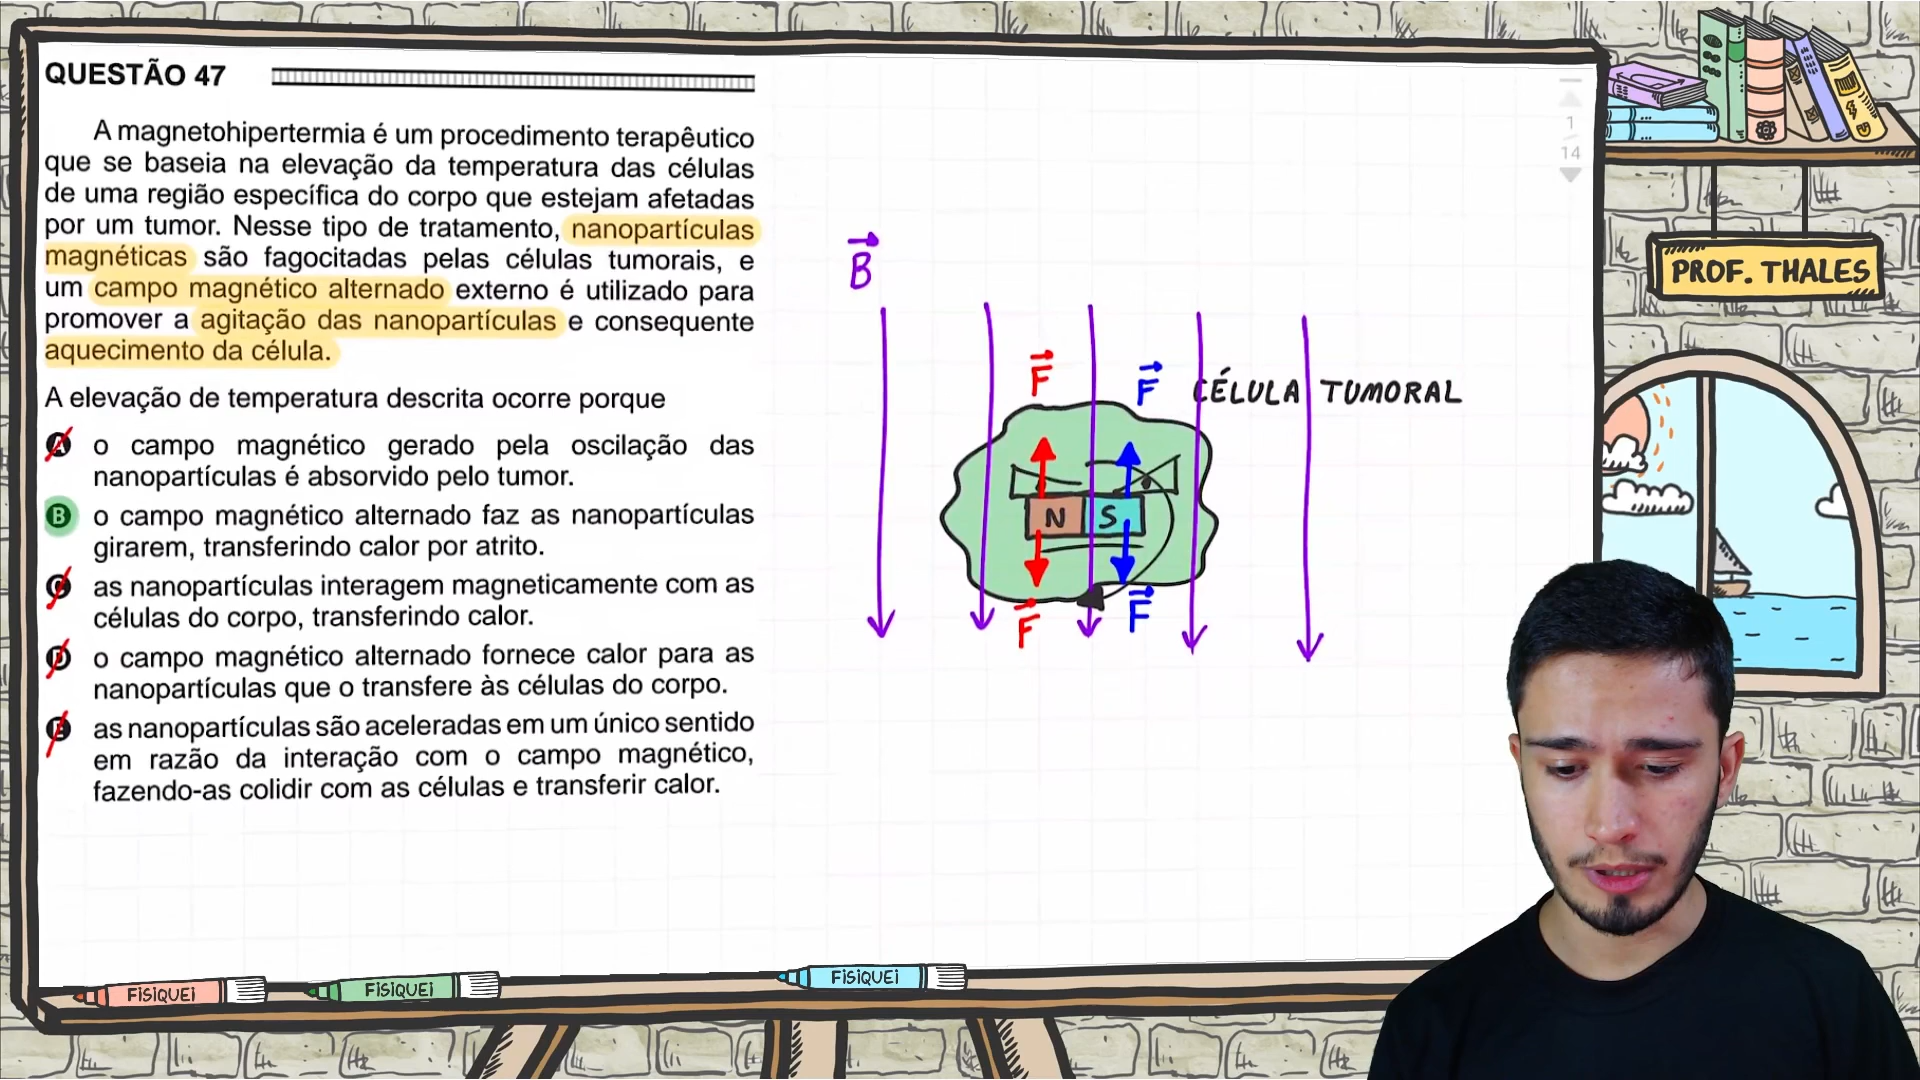 QUESTÃO 47
A magnetohipertermia é um procedimento terapêutico
que se baseia na elevação da temperatura das células
de uma região específica do corpo que estejam afetadas
por um tumor. Nesse tipo de tratamento, nanopartículas
magnéticas são fagocitadas pelas células tumorais, e
um campo magnético alternado externo é utilizado para
promover a agitação das nanopartículas e consequente
aquecimento da célula.
A elevação de temperatura descrita ocorre porque
A o campo magnético gerado pela oscilação das
nanopartículas é absorvido pelo tumor.
B o campo magnético alternado faz as nanopartículas
girarem, transferindo calor por atrito.
C as nanopartículas interagem magneticamente com as
células do corpo, transferindo calor.
D o campo magnético alternado fornece calor para as
nanopartículas que o transfere às células do corpo.
E as nanopartículas são aceleradas em um único sentido
em razão da interação com o campo magnético,
fazendo-as colidir com as células e transferir calor.
B
F
F
CÉLULA TUMORAL
N S
F
F
1
14
PROF. THALES
FISIQUEI
FISIQUEI
FISIQUEI